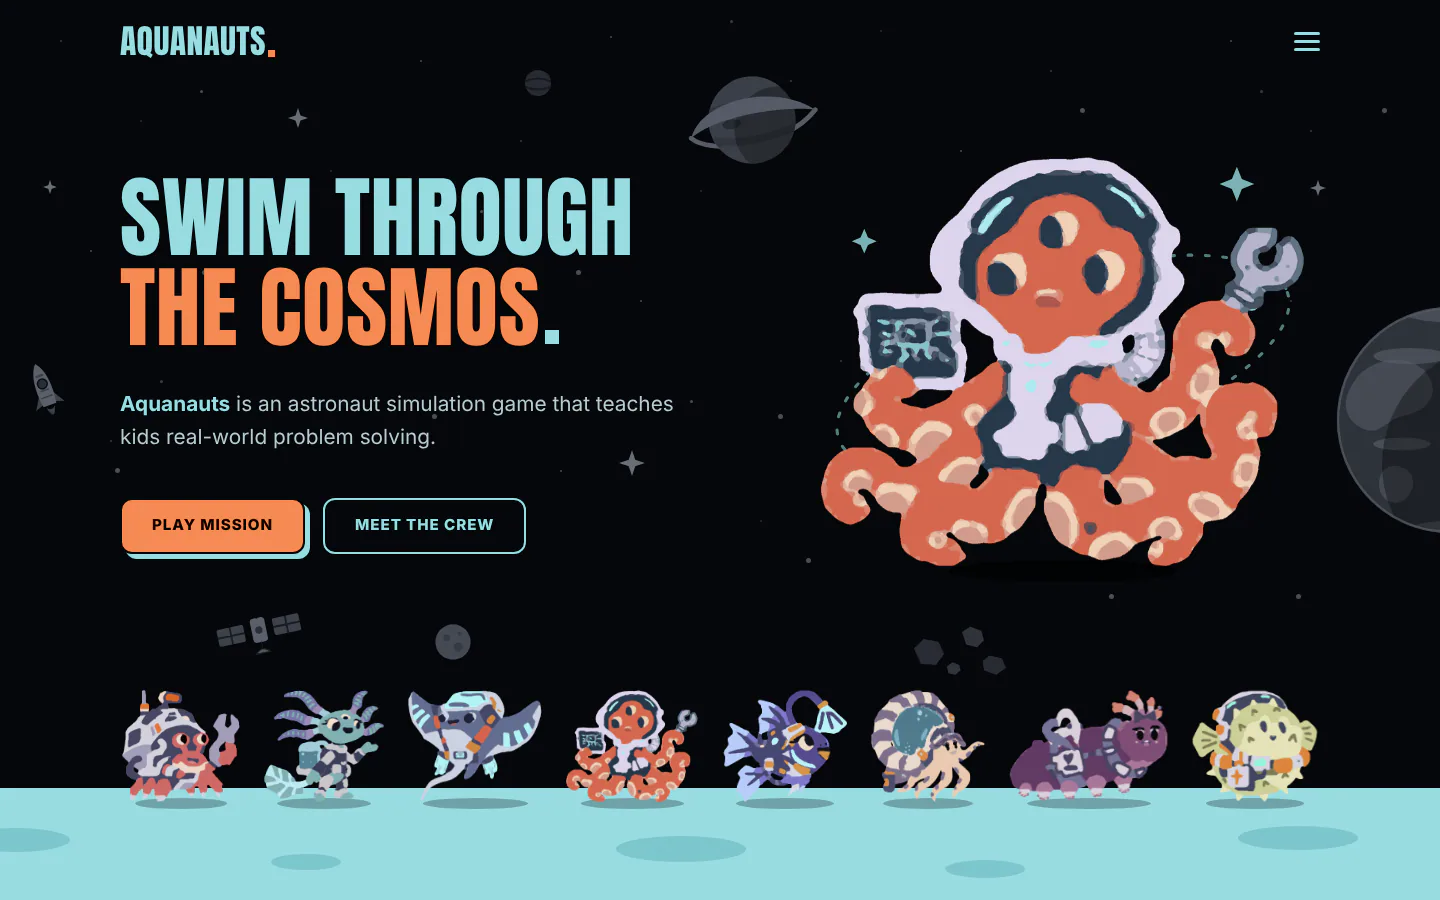 AQUANAUTS.
SWIM THROUGH
THE COSMOS.
Aquanauts is an astronaut simulation game that teaches
kids real-world problem solving.
PLAY MISSION
MEET THE CREW